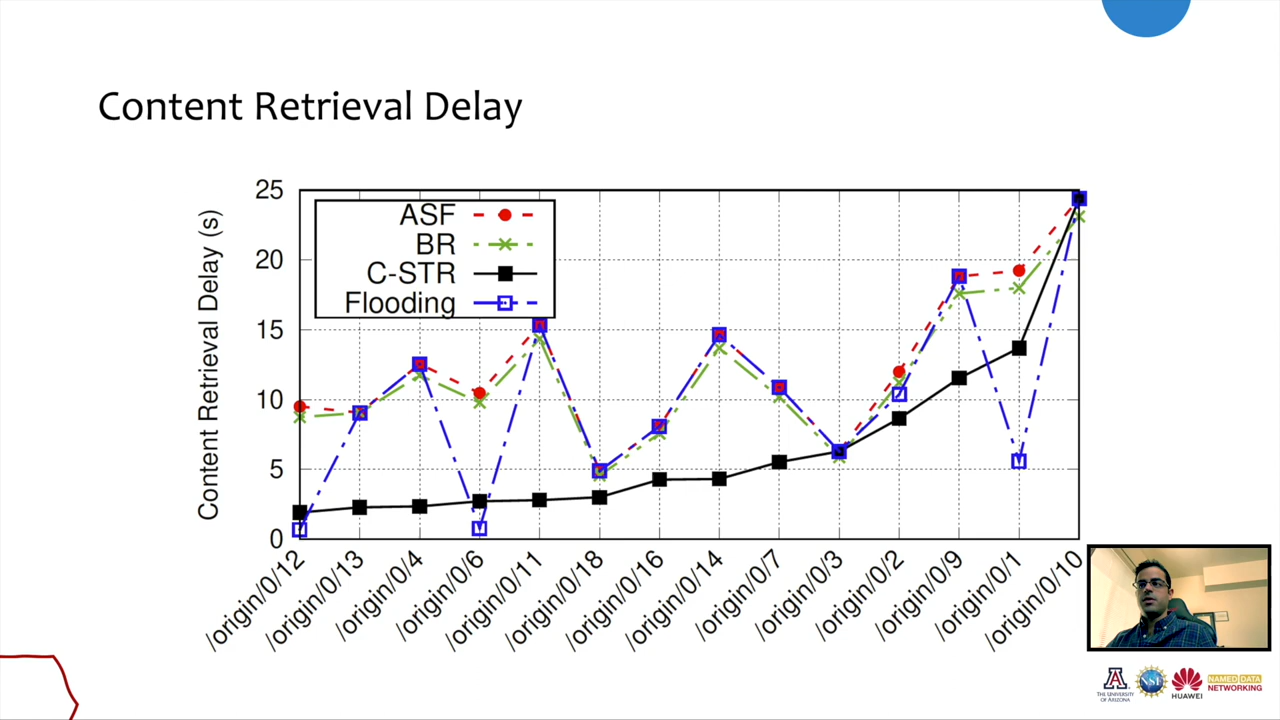 Content Retrieval Delay
Content Retrieval Delay (s)
25
20
15
10
5
0
ASF
BR
C-STR
Flooding
/origin/0/12
/origin/0/13
/origin/0/4
/origin/0/6
/origin/0/11
/origin/0/18
/origin/0/16
/origin/0/14
/origin/0/7
/origin/0/3
/origin/0/2
/origin/0/9
/origin/0/1
/origin/0/10
THE UNIVERSITY
OF ARIZONA
NSF
HUAWEI
NAMED DATA
NETWORKING